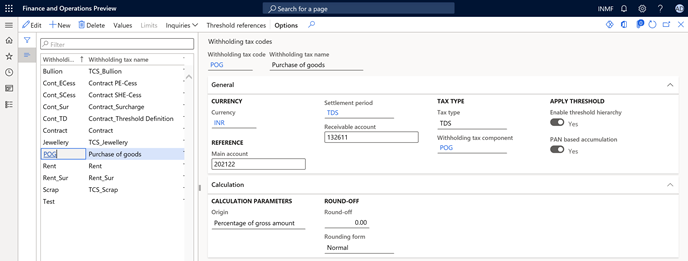 Finance and Operations Preview
Search for a page
INMF
Edit
New
Delete
Values
Limits
Inquiries
Threshold references
Options
Filter
Withholdi...
Withholding tax name
Bullion TCS_Bullion
Cont_ECess Contract PE-Cess
Cont_SCess Contract SHE-Cess
Cont_Sur Contract_Surcharge
Cont_TD Contract_Threshold Definition
Contract Contract
Jewellery TCS_Jewellery
POG Purchase of goods
Rent Rent
Rent_Sur Rent_Sur
Scrap TCS_Scrap
Test
Withholding tax codes
Withholding tax code Withholding tax name
POG Purchase of goods
General
CURRENCY
Currency
INR
REFERENCE
Main account
202122
Settlement period
TDS
Receivable account
132611
TAX TYPE
Tax type
TDS
Withholding tax component
POG
APPLY THRESHOLD
Enable threshold hierarchy
Yes
PAN based accumulation
Yes
Calculation
CALCULATION PARAMETERS
Origin
Percentage of gross amount
ROUND-OFF
Round-off
0.00
Rounding form
Normal